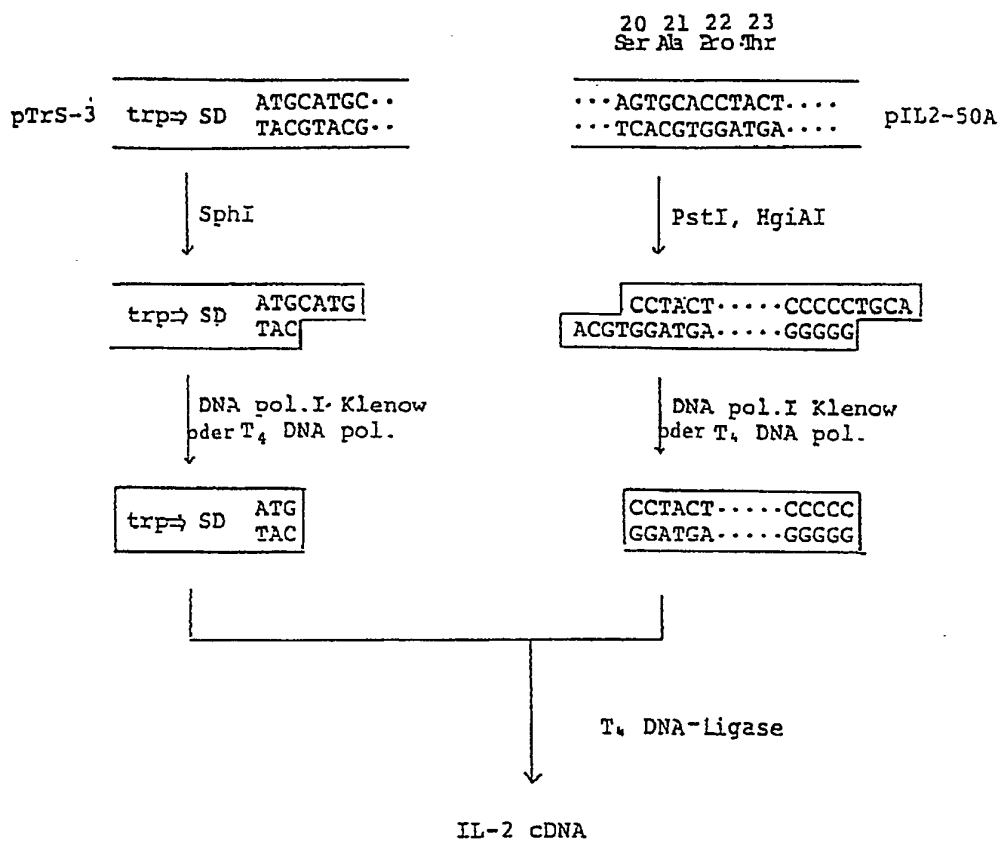 20 21 22 23
Ser Ala Pro Thr
pTrS-3 trp⇒ SD ATGCATGC··
TACGTACG··
···AGTGCACCTACT····
···TCACGTGGATGA····
pIL2-50A
SphI
PstI, HgiAI
trp⇒ SD ATGCATG
TAC
CCTACT·····CCCCCTGCA
ACGTGGATGA·····GGGGG
DNA pol.I Klenow
oder T₄ DNA pol.
DNA pol.I Klenow
oder T₄ DNA pol.
trp⇒ SD ATG
TAC
CCTACT·····CCCCC
GGATGA·····GGGGG
T₄ DNA-Ligase
IL-2 cDNA